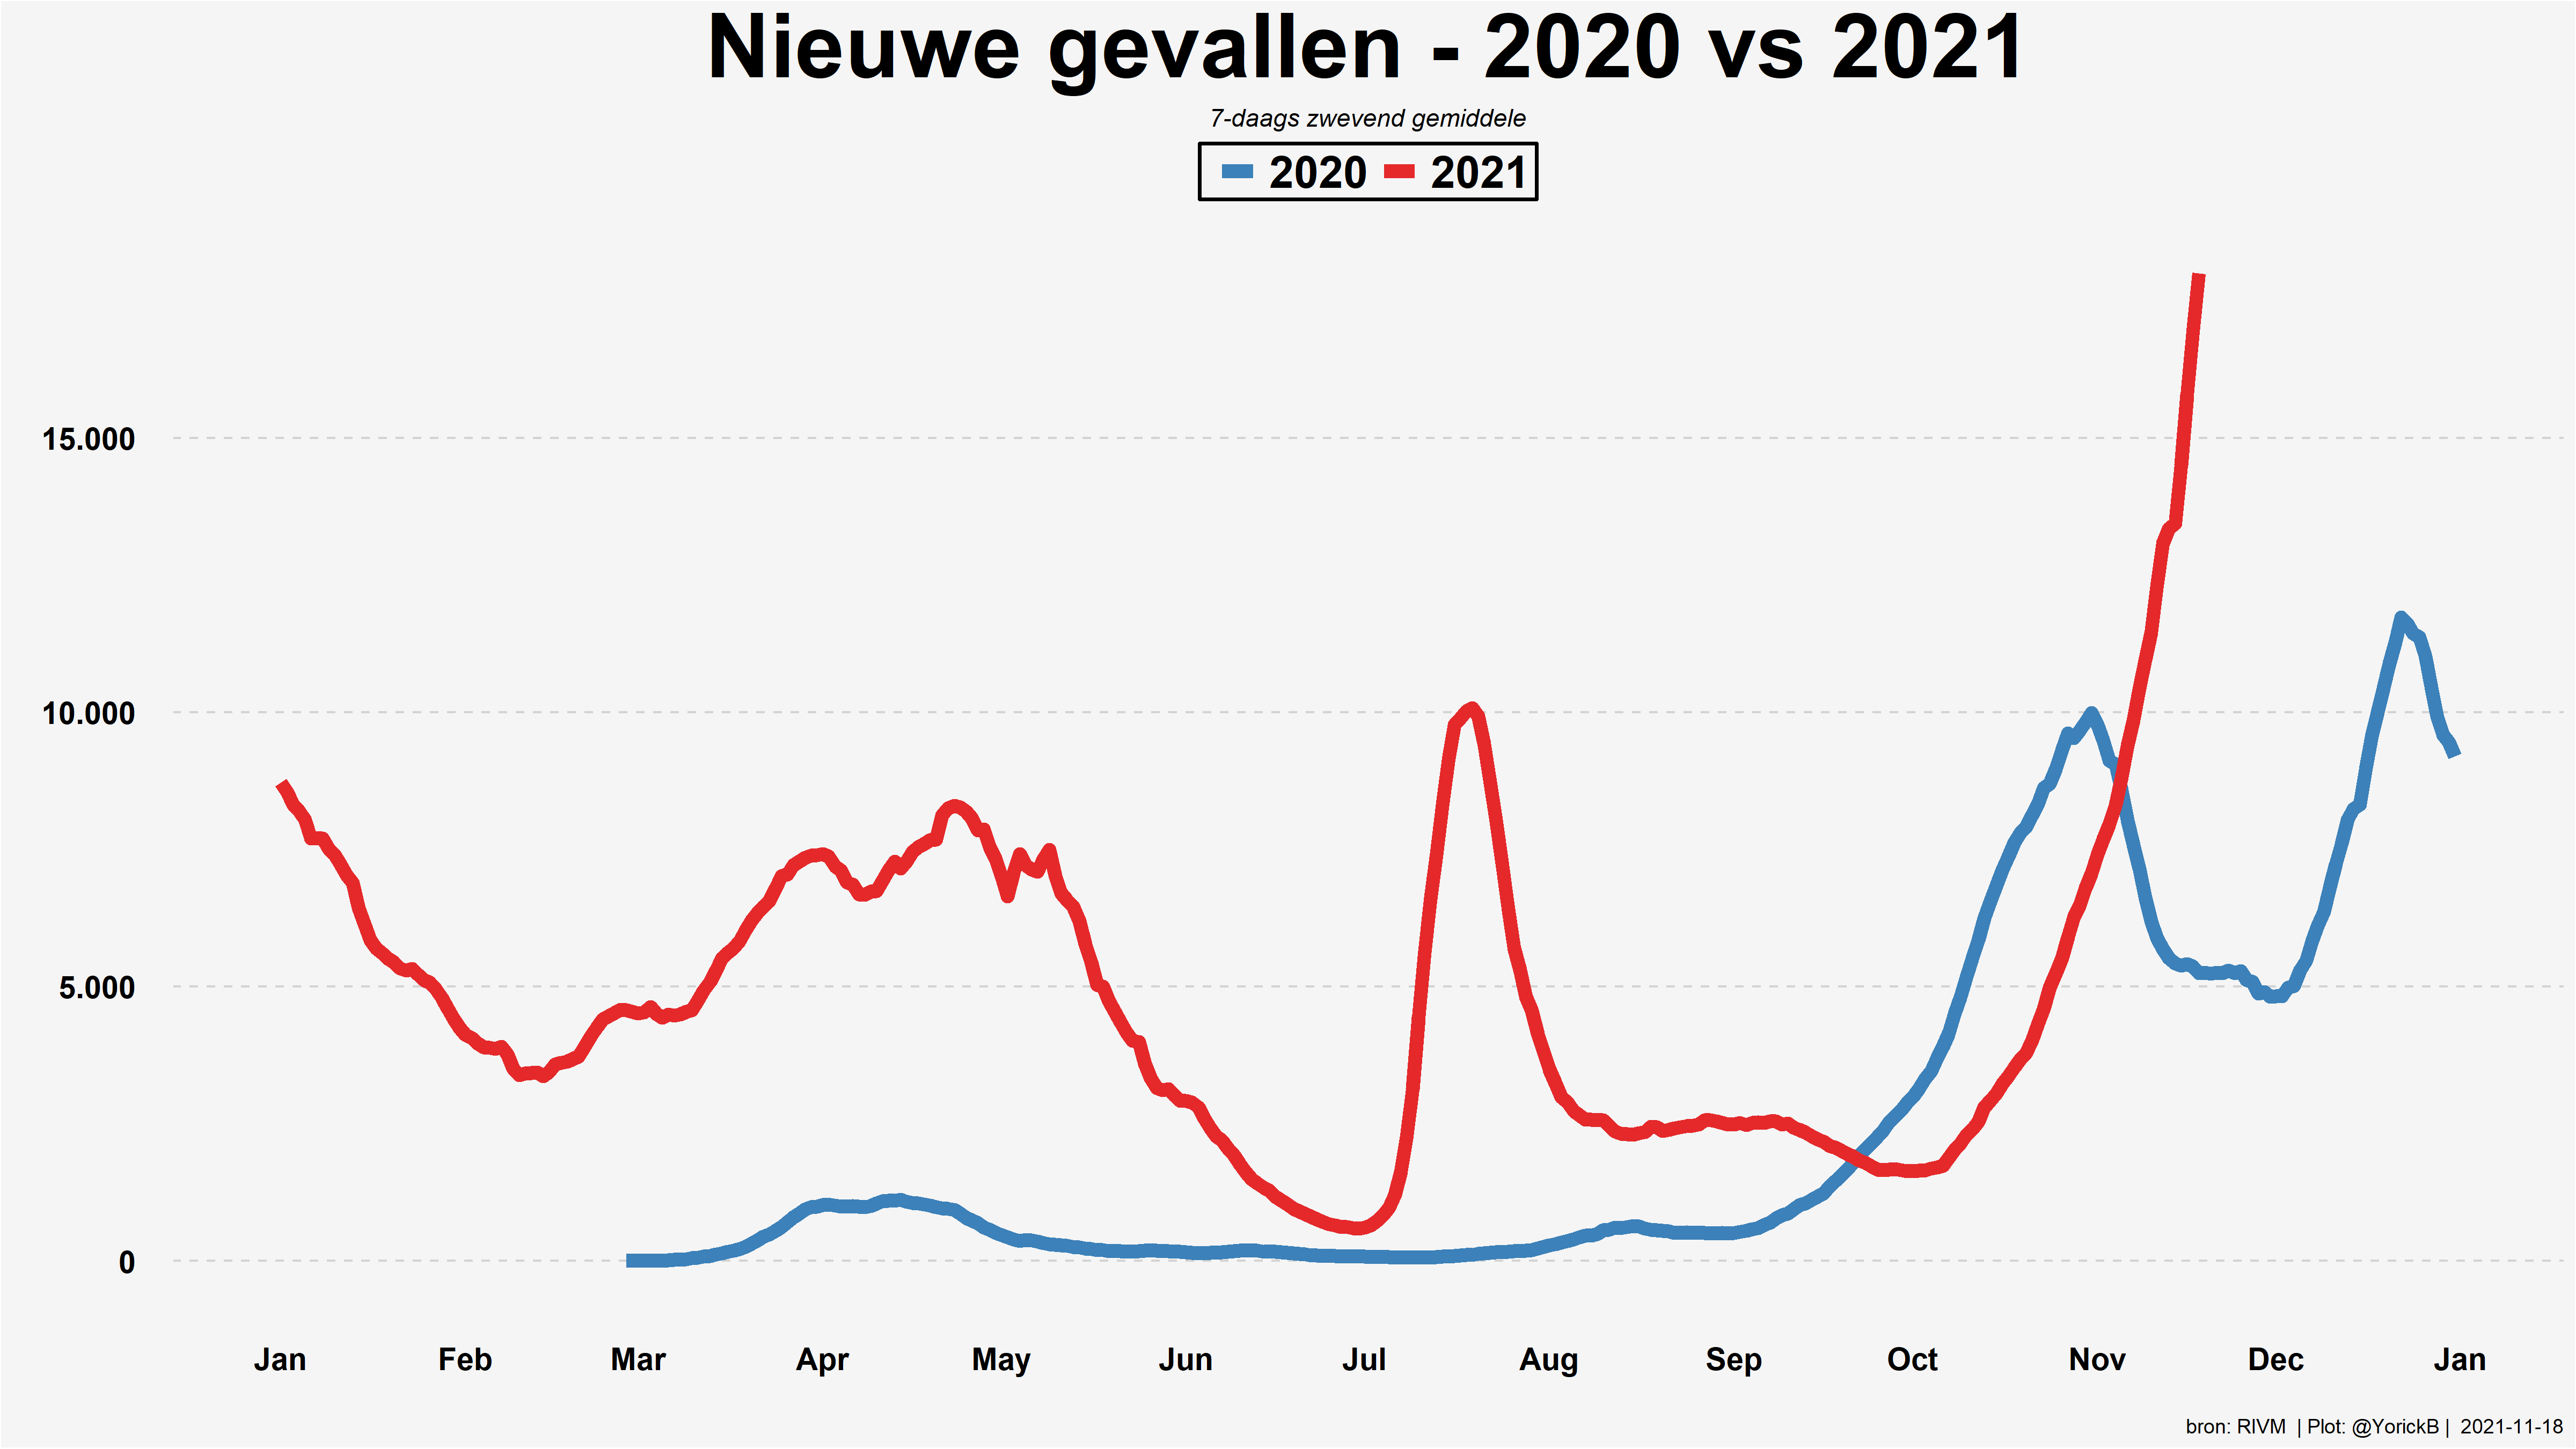 Nieuwe gevallen - 2020 vs 2021
7-daags zwevend gemiddele
2020 2021
15.000
10.000
5.000
0
Jan Feb Mar Apr May Jun Jul Aug Sep Oct Nov Dec Jan
bron: RIVM | Plot: @YorickB | 2021-11-18